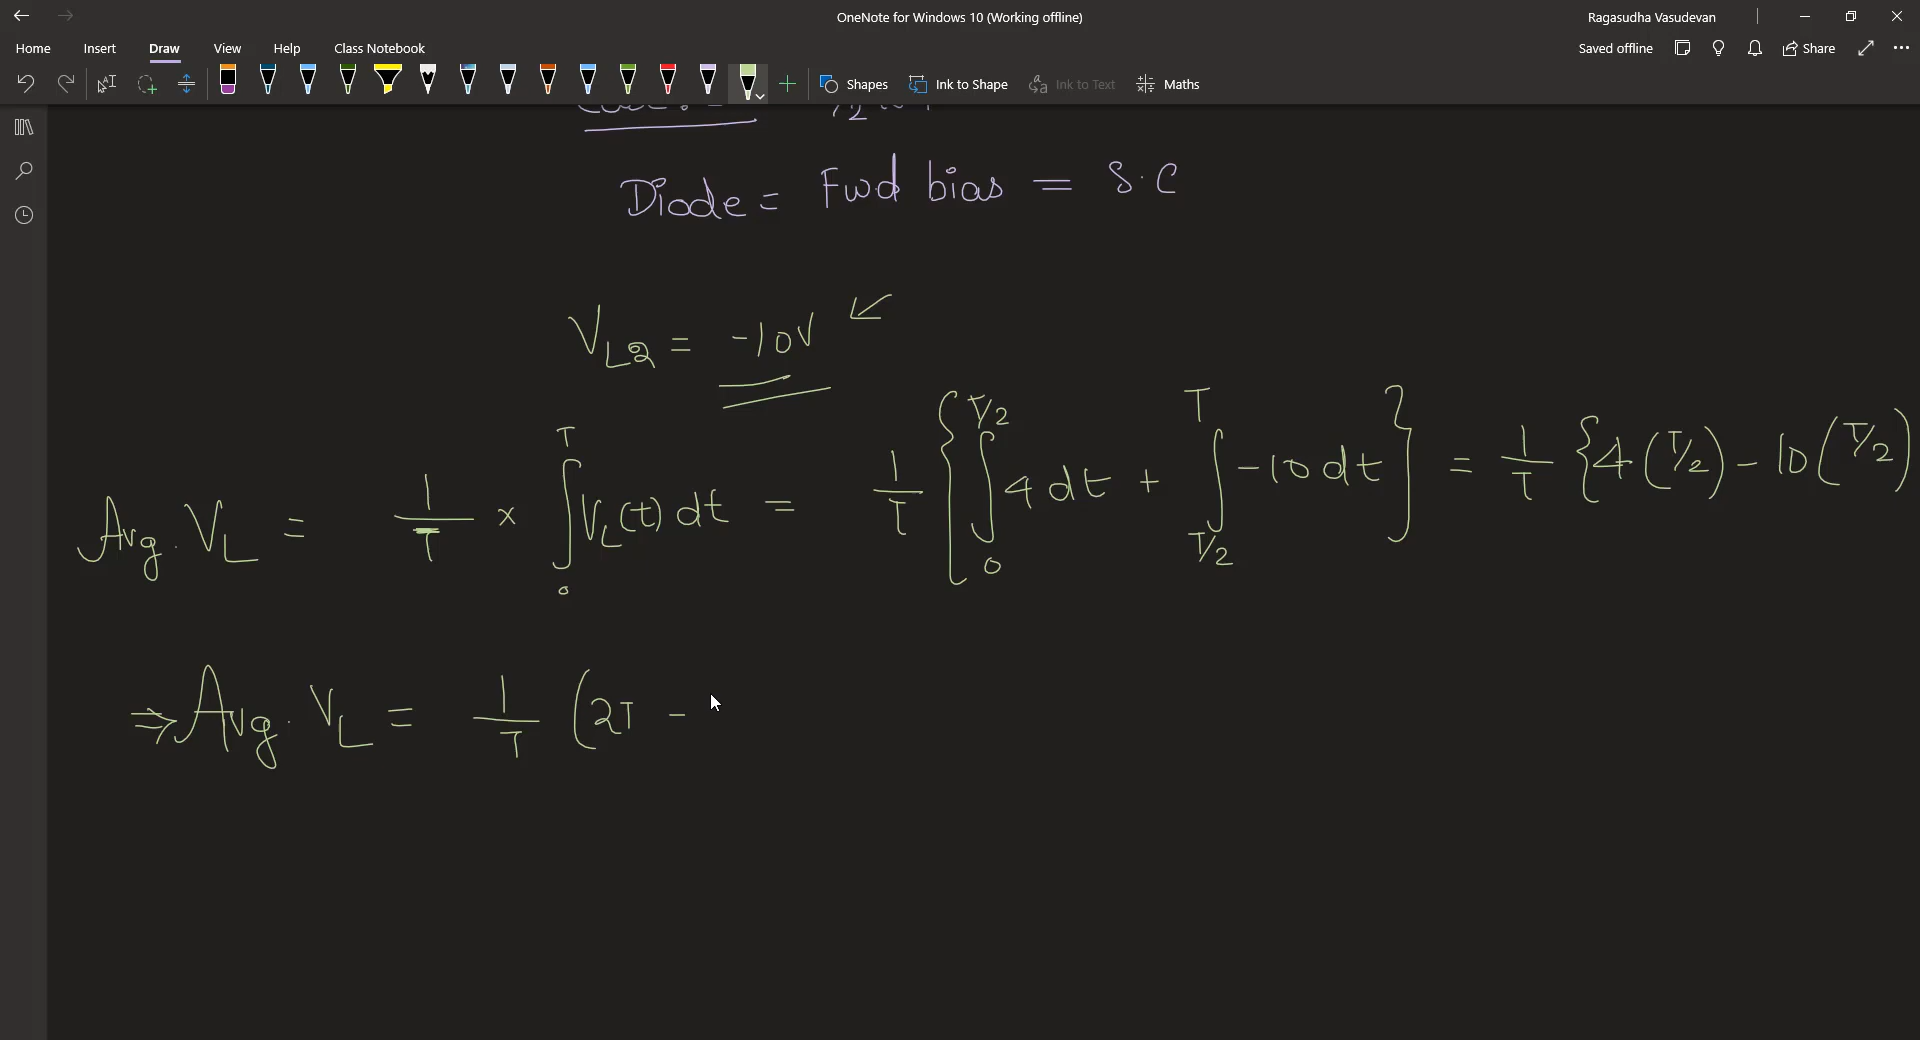 OneNote for Windows 10 (Working offline)
Ragasudha Vasudevan
Home Insert Draw View Help Class Notebook
Saved offline Share
Shapes Ink to Shape Ink to Text Maths
Diode = Fwd bias = S.C
V_L2 = -10V
Avg. V_L = 1/T × ∫_0^T V_L(t) dt = 1/T { ∫_0^{T/2} 4 dt + ∫_{T/2}^T -10 dt } = 1/T { 4 (T/2) - 10 (T/2)
⇒ Avg. V_L = 1/T (2T -